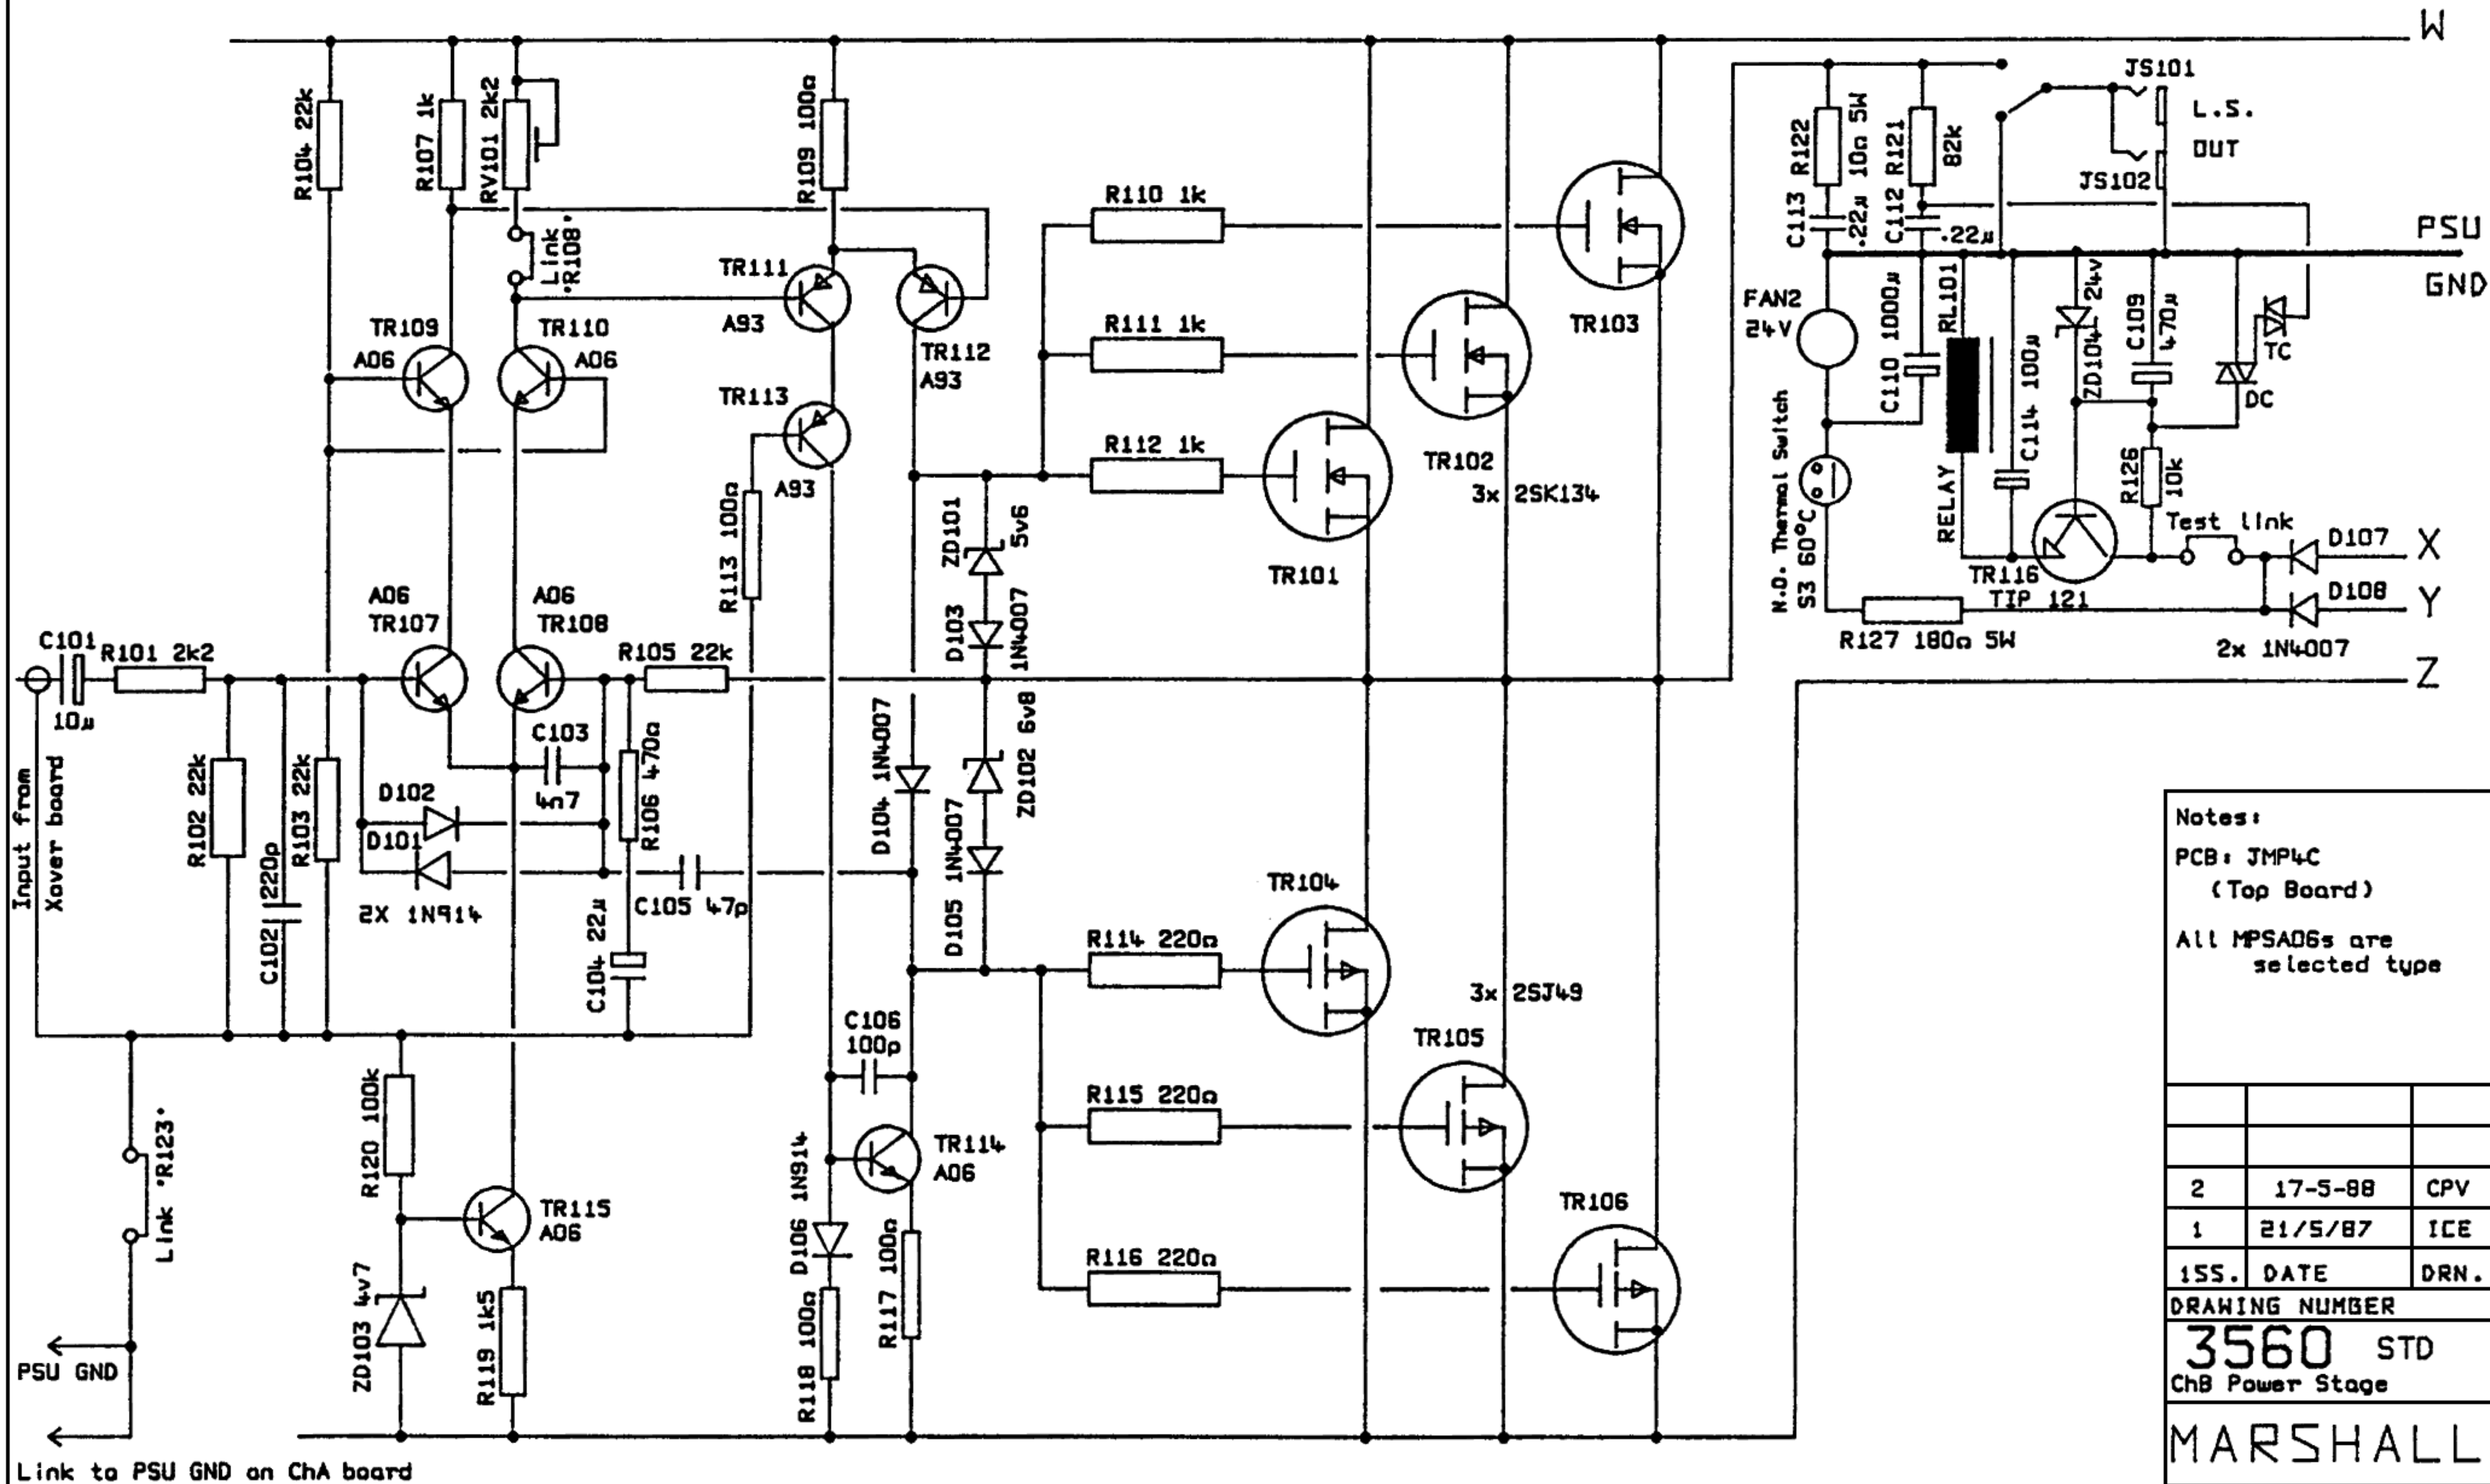 W
JS101
L.S.
OUT
JS102
PSU
GND
R104 22k
R107 1k
RV101 2k2
Link
"R108"
R109 100Ω
R110 1k
R111 1k
R112 1k
TR103
TR102
3x 2SK134
TR101
TR111
A93
TR112
A93
TR113
A93
TR109
A06
TR110
A06
R113 100Ω
ZD101
5v6
D103
1N4007
R122
10Ω 5W
R121
82k
C113
.22µ
C112
.22µ
FAN2
24V
C110 1000µ
RL101
RELAY
C114 100µ
ZD104
24v
C109
470µ
TC
DC
R126
10k
N.O. Thermal Switch
S3 60°C
Test link
D107
X
TR116
TIP 121
D108
Y
R127 180Ω 5W
2x 1N4007
Z
A06
TR107
A06
TR108
C101
10µ
R101 2k2
R105 22k
Input from
Xover board
R102 22k
C102 220p
R103 22k
C103
4n7
D102
D101
2X 1N914
R106 470Ω
C104 22µ
C105 47p
D104 1N4007
ZD102 6v8
D105 1N4007
R114 220Ω
TR104
3x 2SJ49
TR105
R115 220Ω
TR106
R116 220Ω
C106
100p
TR114
A06
D106 1N914
R118 100Ω
R117 100Ω
Link "R123"
R120 100k
TR115
A06
ZD103 4v7
R119 1k5
PSU GND
Link to PSU GND on ChA board
Notes:
PCB: JMP4C
(Top Board)
All MPSA06s are
selected type
2 17-5-88 CPV
1 21/5/87 ICE
ISS. DATE DRN.
DRAWING NUMBER
3560 STD
ChB Power Stage
MARSHALL